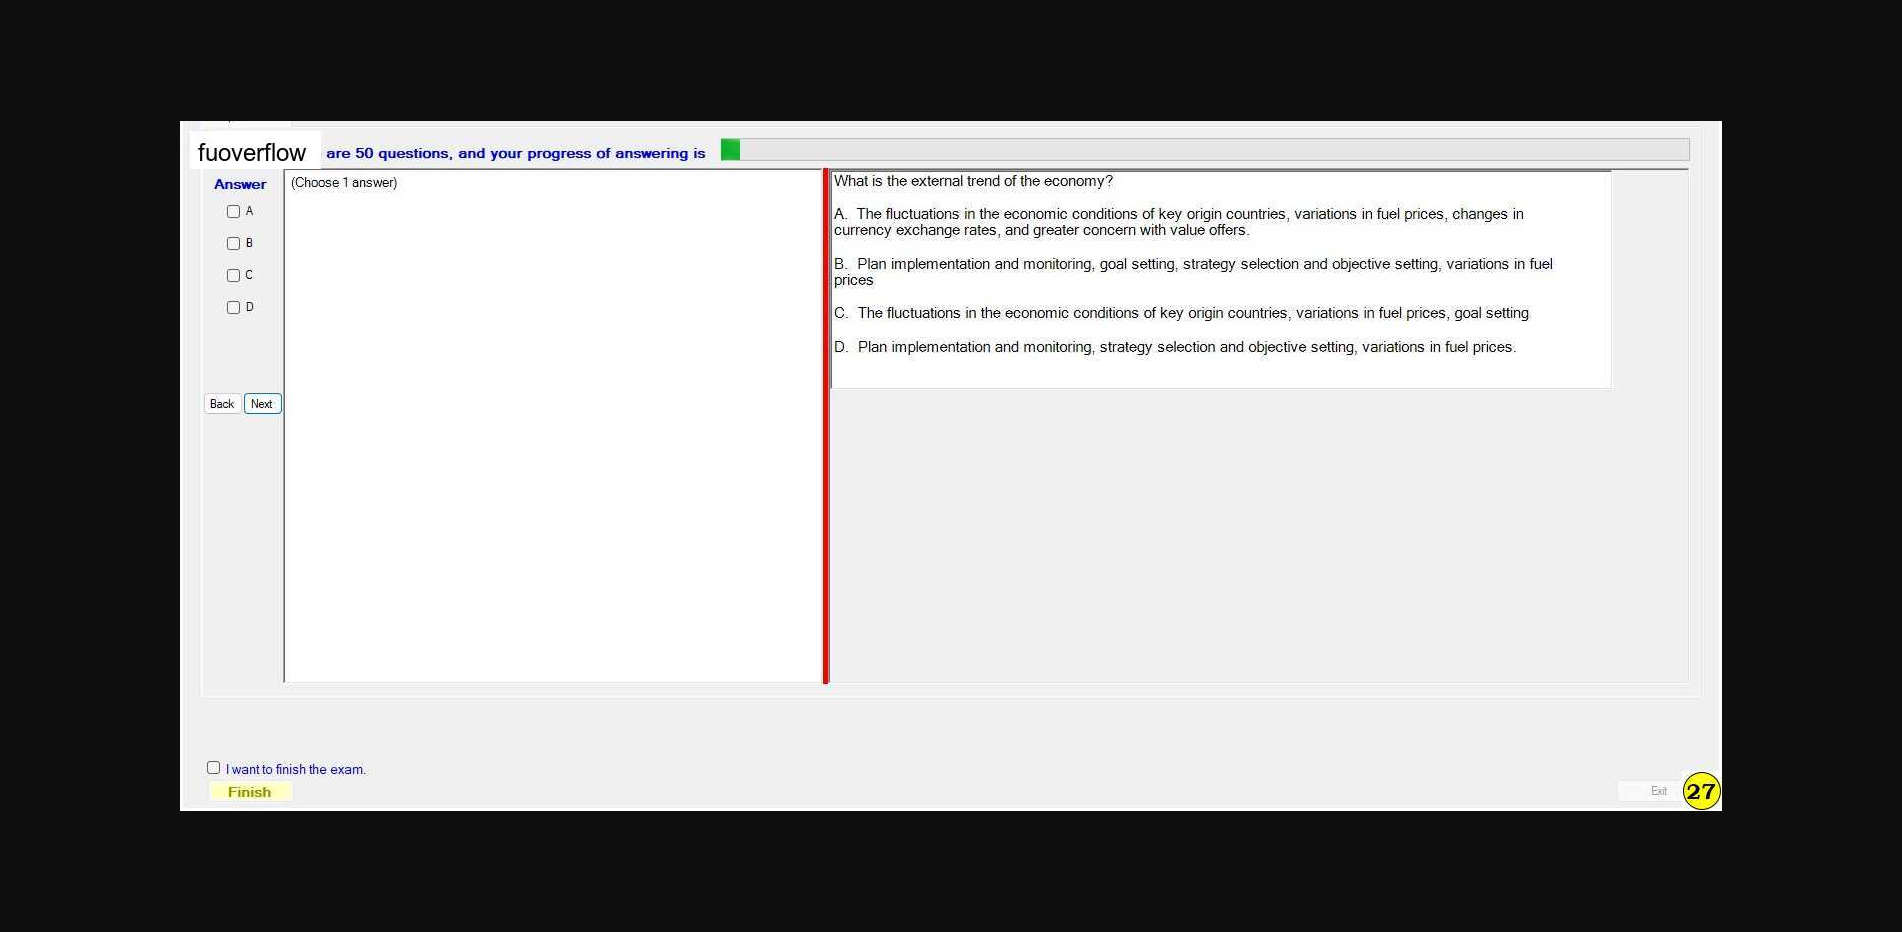 fuoverflow are 50 questions, and your progress of answering is
Answer
(Choose 1 answer)
A
B
C
D
Back Next
What is the external trend of the economy?
A. The fluctuations in the economic conditions of key origin countries, variations in fuel prices, changes in
currency exchange rates, and greater concern with value offers.
B. Plan implementation and monitoring, goal setting, strategy selection and objective setting, variations in fuel
prices
C. The fluctuations in the economic conditions of key origin countries, variations in fuel prices, goal setting
D. Plan implementation and monitoring, strategy selection and objective setting, variations in fuel prices.
I want to finish the exam.
Finish
Exit
27